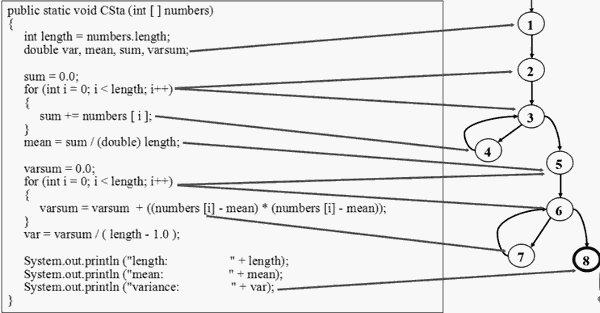 public static void CSta (int [ ] numbers)
{
int length = numbers.length;
double var, mean, sum, varsum;
sum = 0.0;
for (int i = 0; i < length; i++)
{
sum += numbers [ i ];
}
mean = sum / (double) length;
varsum = 0.0;
for (int i = 0; i < length; i++)
{
varsum = varsum + ((numbers [i] - mean) * (numbers [i] - mean));
}
var = varsum / ( length - 1.0 );
System.out.println ("length: " + length);
System.out.println ("mean: " + mean);
System.out.println ("variance: " + var);
}
1
2
3
4
5
6
7
8